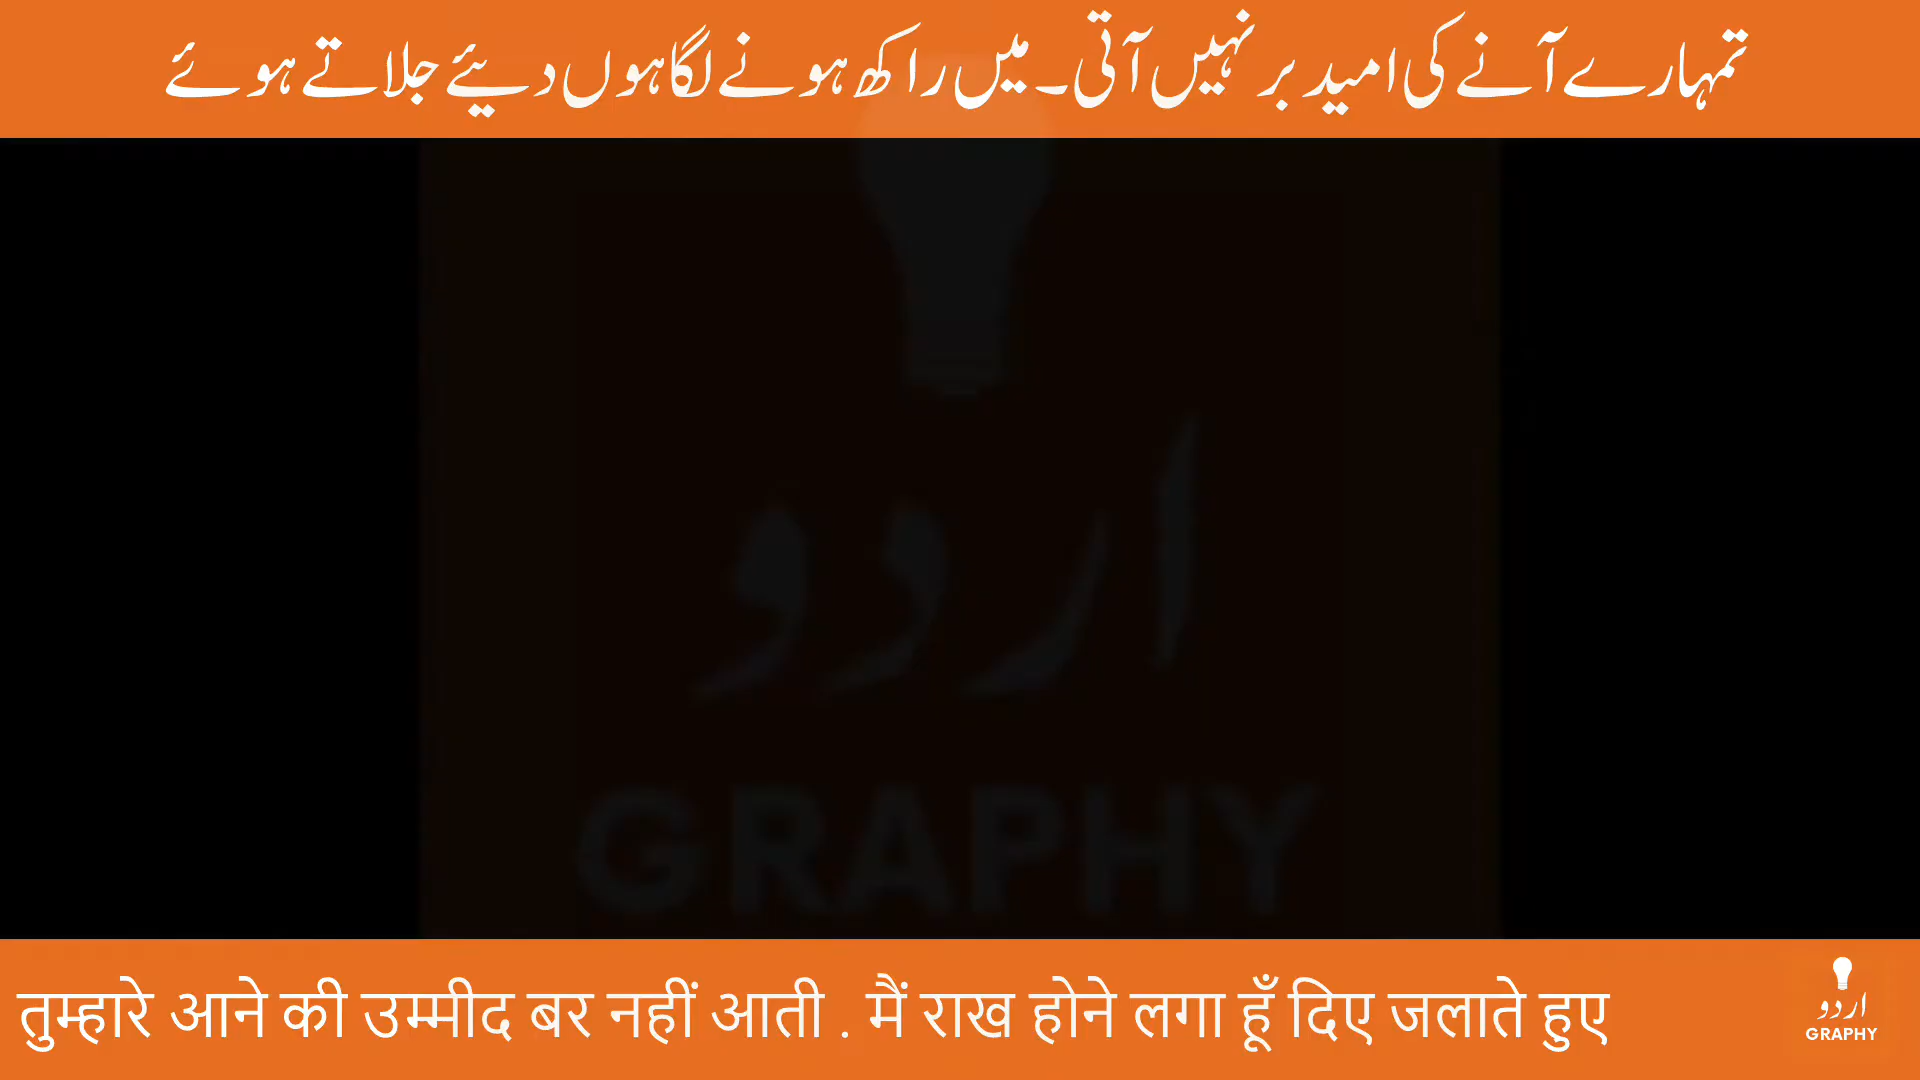 تمہارے آنے کی امید بر نہیں آتی۔ میں راکھ ہونے لگا ہوں دیئے جلاتے ہوئے
اردو
GRAPHY
तुम्हारे आने की उम्मीद बर नहीं आती . मैं राख होने लगा हूँ दिए जलाते हुए
اردو
GRAPHY